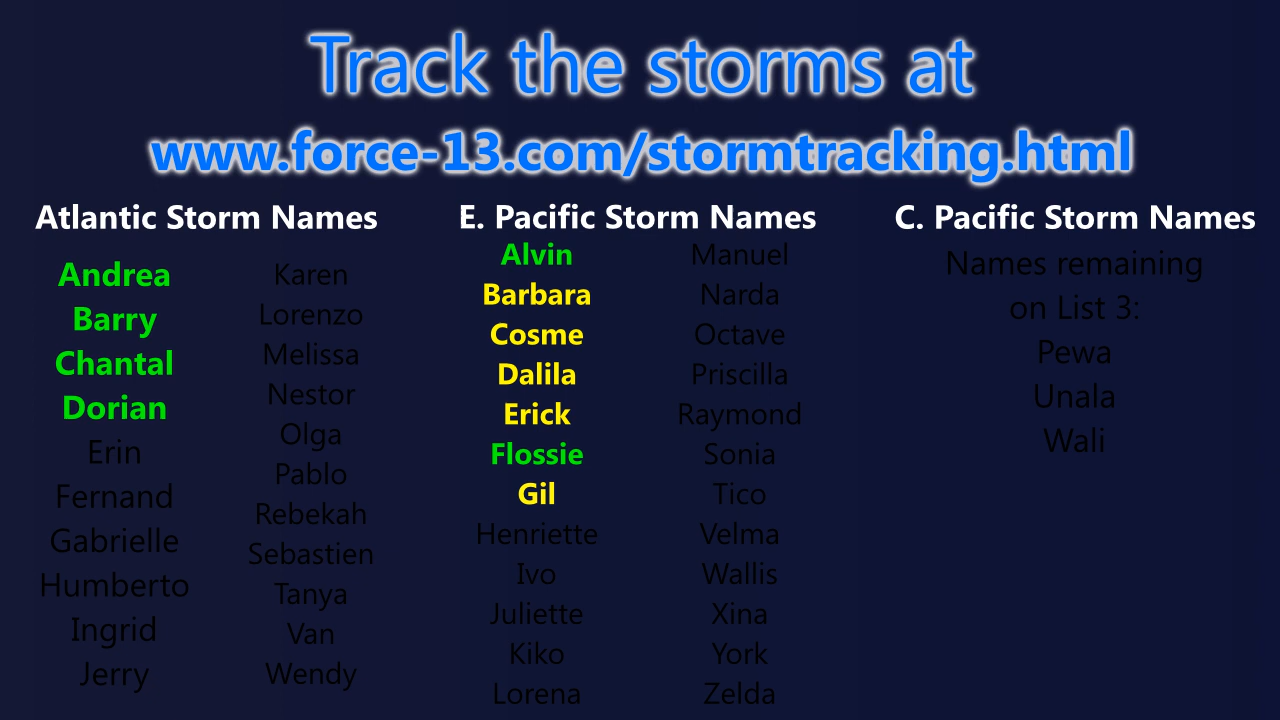 Track the storms at
www.force-13.com/stormtracking.html
Atlantic Storm Names
Andrea
Barry
Chantal
Dorian
Erin
Fernand
Gabrielle
Humberto
Ingrid
Jerry
Karen
Lorenzo
Melissa
Nestor
Olga
Pablo
Rebekah
Sebastien
Tanya
Van
Wendy
E. Pacific Storm Names
Alvin
Barbara
Cosme
Dalila
Erick
Flossie
Gil
Henriette
Ivo
Juliette
Kiko
Lorena
Manuel
Narda
Octave
Priscilla
Raymond
Sonia
Tico
Velma
Wallis
Xina
York
Zelda
C. Pacific Storm Names
Names remaining
on List 3:
Pewa
Unala
Wali